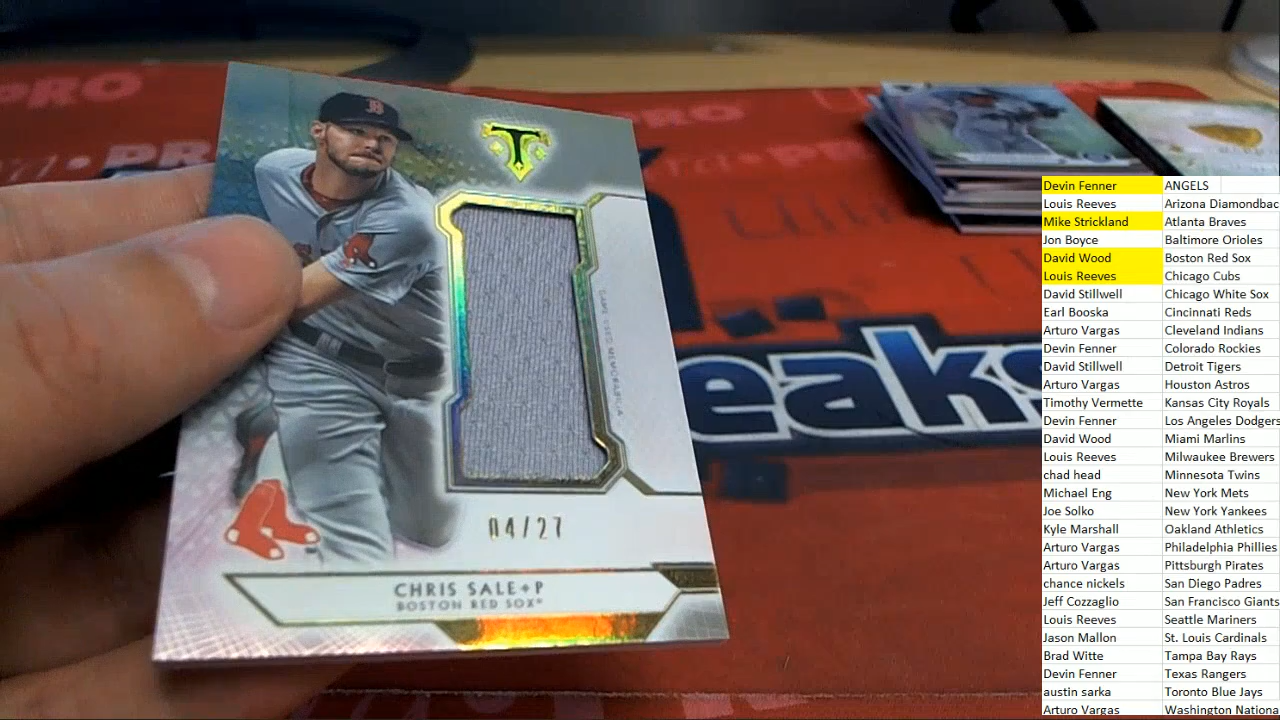 PRO
PRO
PRO
B
T
GAME-USED MEMORABILIA
04/27
CHRIS SALE • P
BOSTON RED SOX
eaks
Devin Fenner ANGELS
Louis Reeves Arizona Diamondbac
Mike Strickland Atlanta Braves
Jon Boyce Baltimore Orioles
David Wood Boston Red Sox
Louis Reeves Chicago Cubs
David Stillwell Chicago White Sox
Earl Booska Cincinnati Reds
Arturo Vargas Cleveland Indians
Devin Fenner Colorado Rockies
David Stillwell Detroit Tigers
Arturo Vargas Houston Astros
Timothy Vermette Kansas City Royals
Devin Fenner Los Angeles Dodgers
David Wood Miami Marlins
Louis Reeves Milwaukee Brewers
chad head Minnesota Twins
Michael Eng New York Mets
Joe Solko New York Yankees
Kyle Marshall Oakland Athletics
Arturo Vargas Philadelphia Phillies
Arturo Vargas Pittsburgh Pirates
chance nickels San Diego Padres
Jeff Cozzaglio San Francisco Giants
Louis Reeves Seattle Mariners
Jason Mallon St. Louis Cardinals
Brad Witte Tampa Bay Rays
Devin Fenner Texas Rangers
austin sarka Toronto Blue Jays
Arturo Vargas Washington Nationa